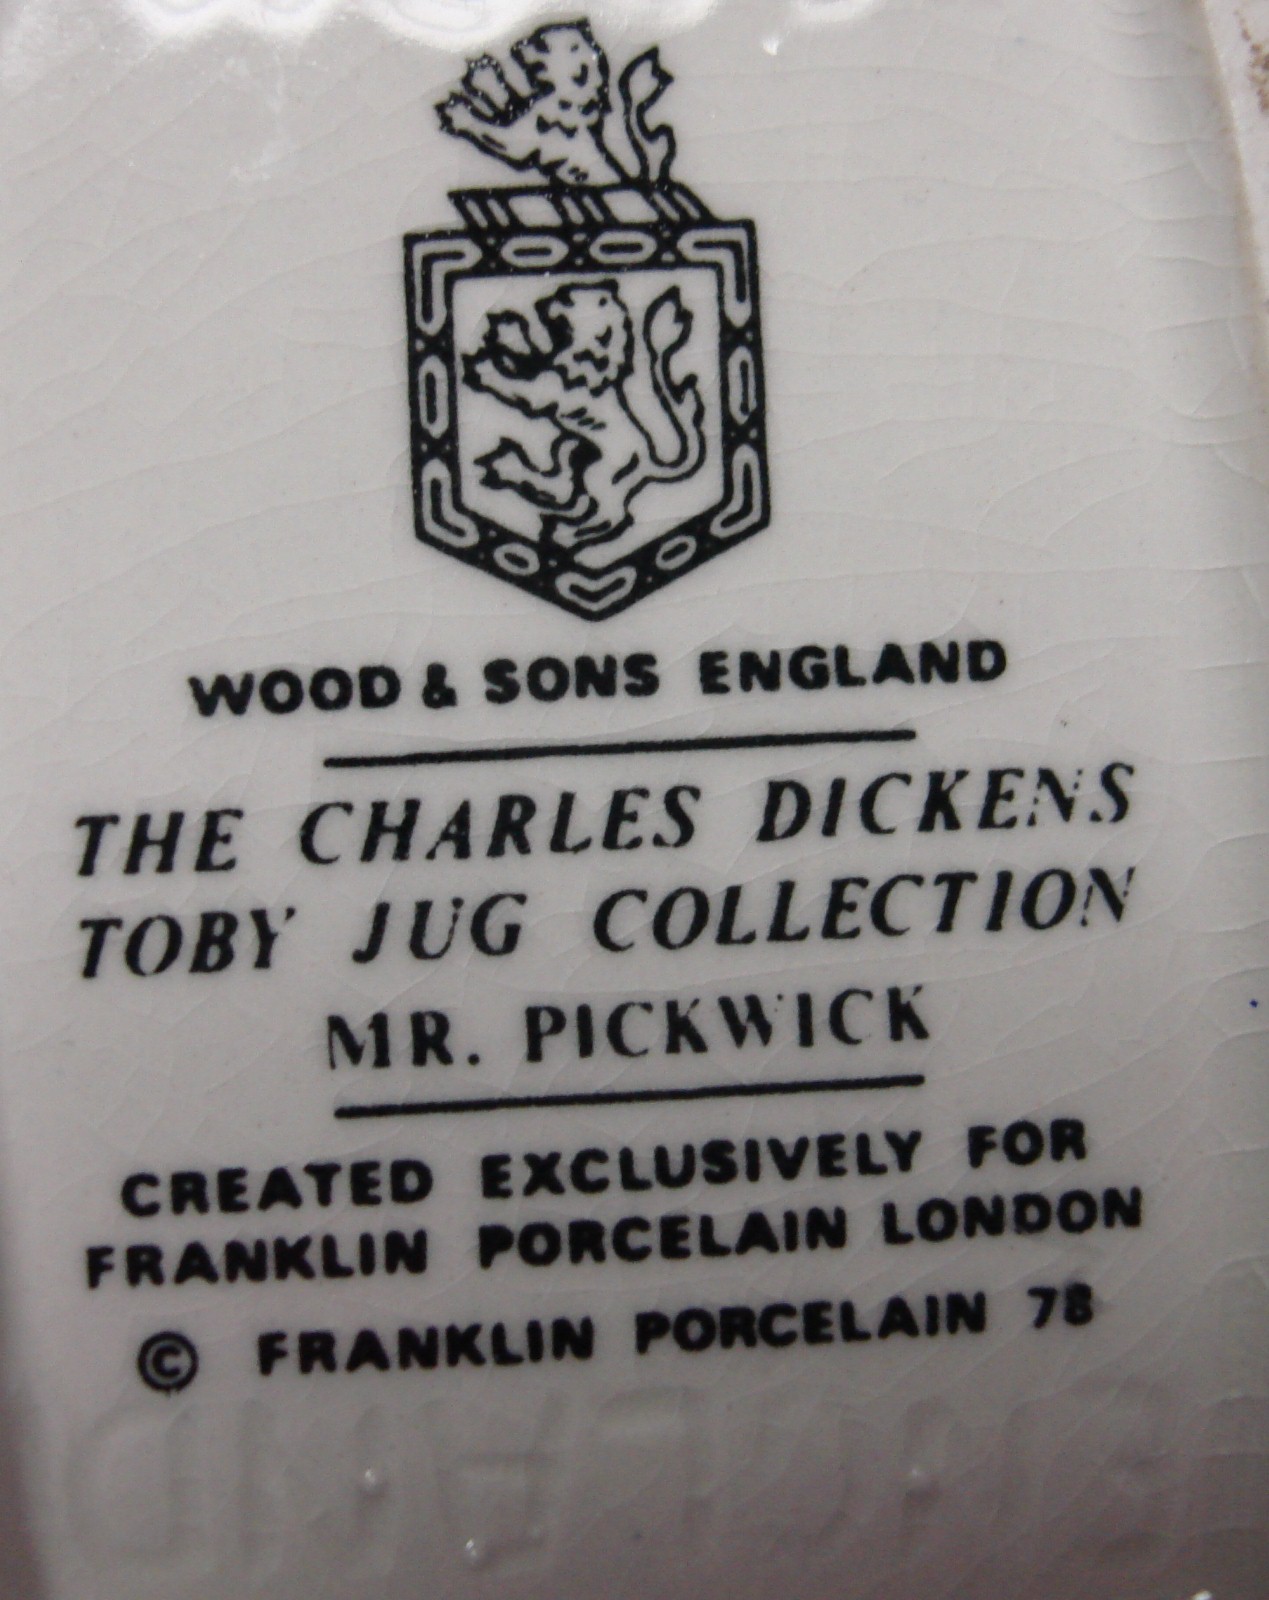 WOOD & SONS ENGLAND
THE CHARLES DICKENS
TOBY JUG COLLECTION
MR. PICKWICK
CREATED EXCLUSIVELY FOR
FRANKLIN PORCELAIN LONDON
© FRANKLIN PORCELAIN 78